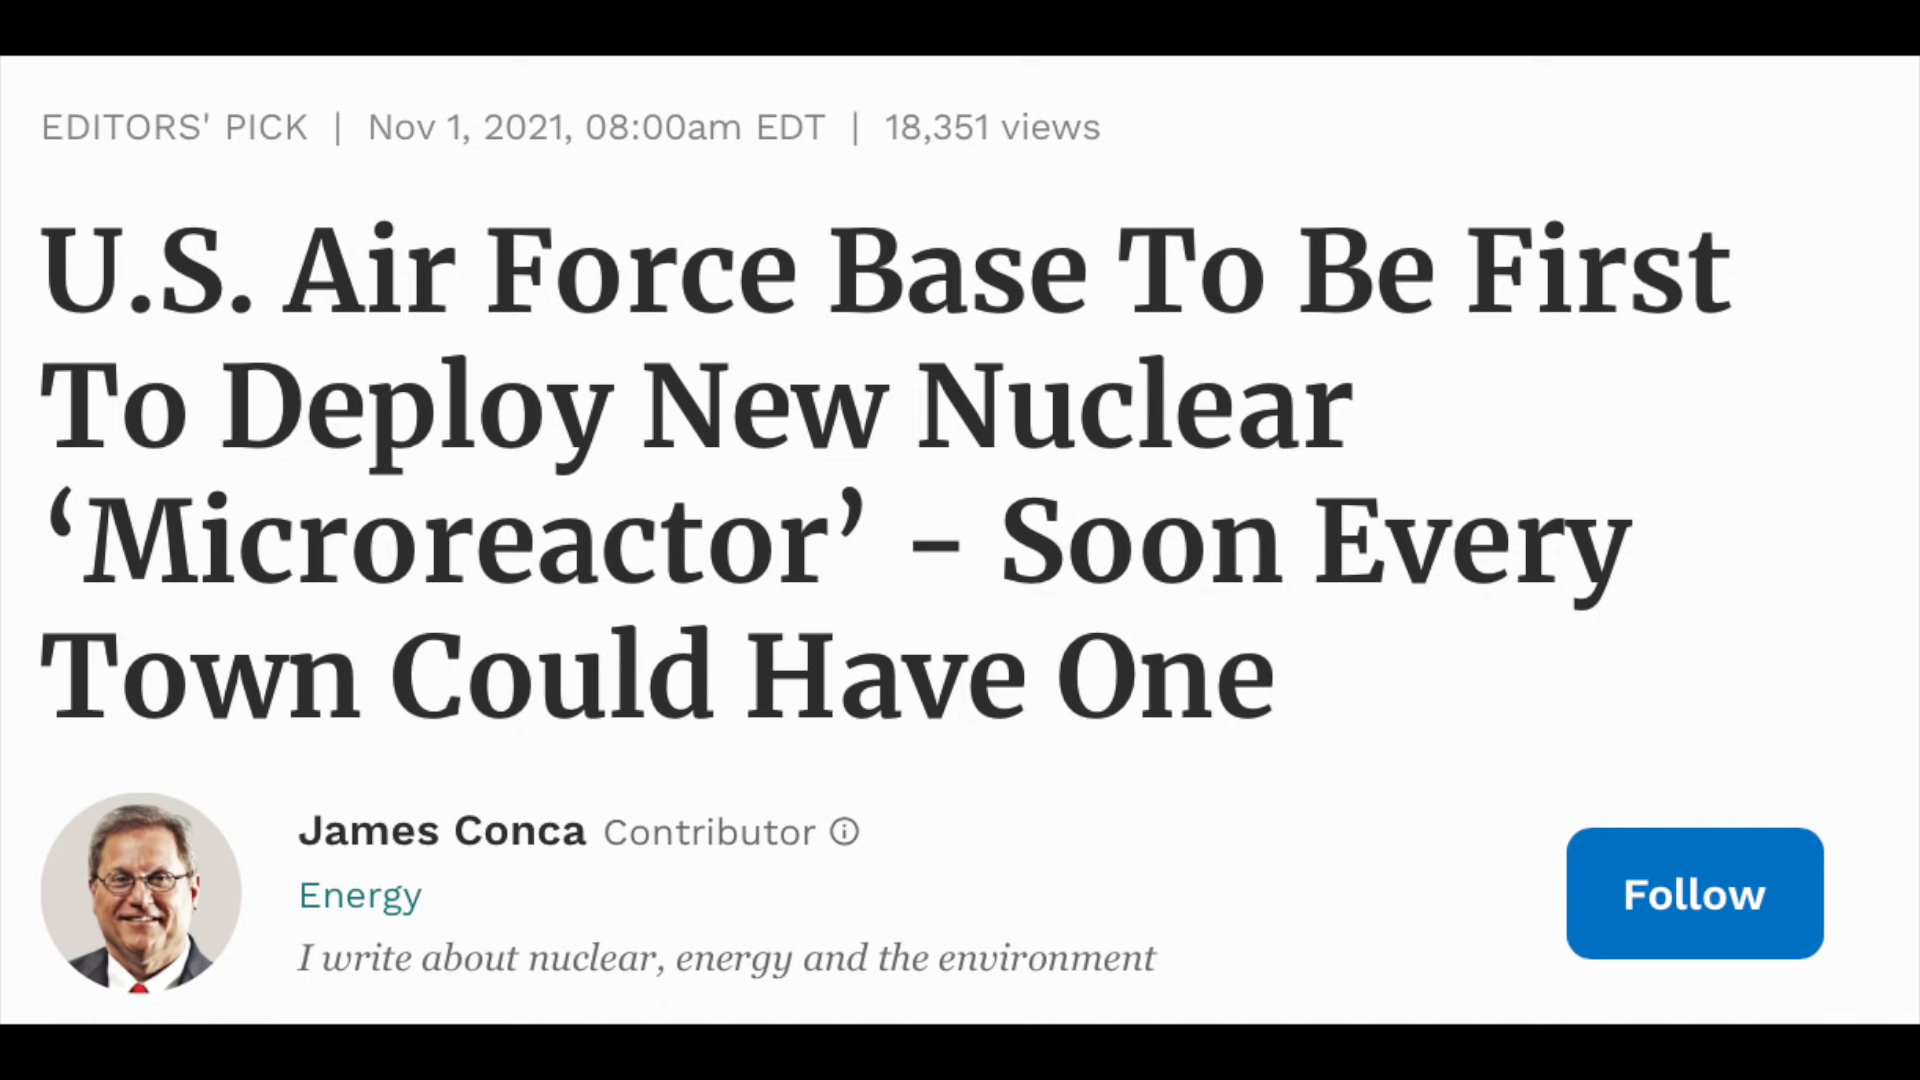 EDITORS' PICK | Nov 1, 2021, 08:00am EDT | 18,351 views
U.S. Air Force Base To Be First
To Deploy New Nuclear
‘Microreactor’ - Soon Every
Town Could Have One
James Conca Contributor
Energy
I write about nuclear, energy and the environment
Follow